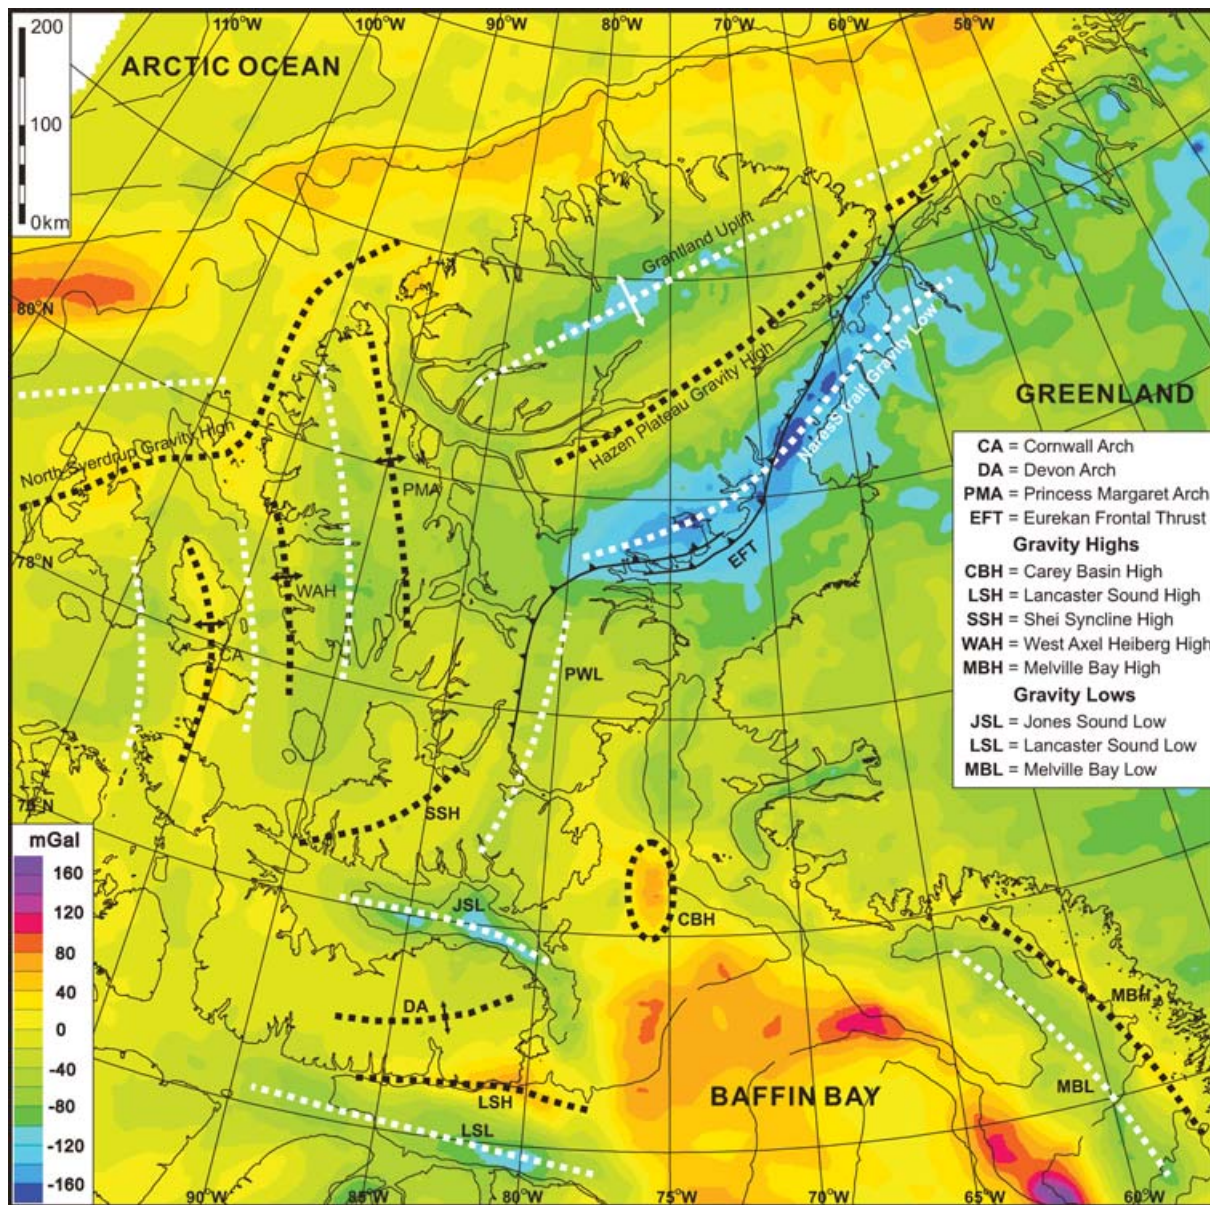 110°W 100°W 90°W 80°W 70°W 60°W 50°W
200
100
0km
ARCTIC OCEAN
Grantland Uplift
80°N
NaresS trait Gravity Low
Hazen Plateau Gravity High
North Sverdrup Gravity High
GREENLAND
PMA
78°N
WAH
EFT
CA
PWL
CA = Cornwall Arch
DA = Devon Arch
PMA = Princess Margaret Arch
EFT = Eurekan Frontal Thrust
Gravity Highs
CBH = Carey Basin High
LSH = Lancaster Sound High
SSH = Shei Syncline High
WAH = West Axel Heiberg High
MBH = Melville Bay High
Gravity Lows
JSL = Jones Sound Low
LSL = Lancaster Sound Low
MBL = Melville Bay Low
SSH
mGal
160
120
80
40
0
-40
-80
-120
-160
JSL
CBH
DA
MBH
MBL
BAFFIN BAY
LSH
LSL
90°W 85°W 80°W 75°W 70°W 65°W 60°W